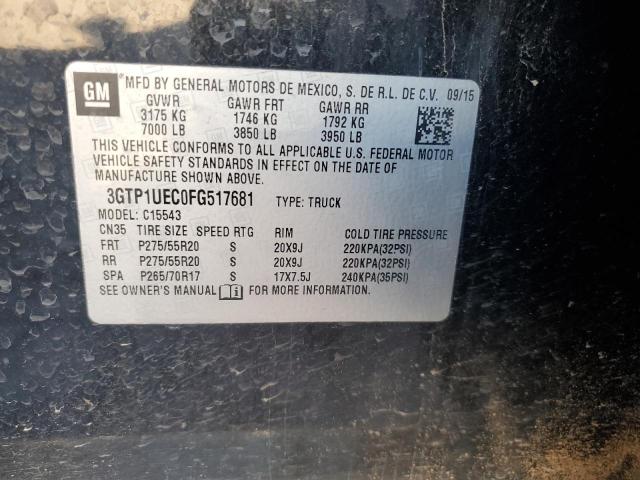 GM MFD BY GENERAL MOTORS DE MEXICO, S. DE R.L. DE C.V. 09/15
GVWR GAWR FRT GAWR RR
3175 KG 1746 KG 1792 KG
7000 LB 3850 LB 3950 LB
THIS VEHICLE CONFORMS TO ALL APPLICABLE U.S. FEDERAL MOTOR
VEHICLE SAFETY STANDARDS IN EFFECT ON THE DATE OF
MANUFACTURE SHOWN ABOVE.
3GTP1UEC0FG517681 TYPE: TRUCK
MODEL: C15543
CN35 TIRE SIZE SPEED RTG RIM COLD TIRE PRESSURE
FRT P275/55R20 S 20X9J 220KPA(32PSI)
RR P275/55R20 S 20X9J 220KPA(32PSI)
SPA P265/70R17 S 17X7.5J 240KPA(35PSI)
SEE OWNER'S MANUAL i FOR MORE INFORMATION.